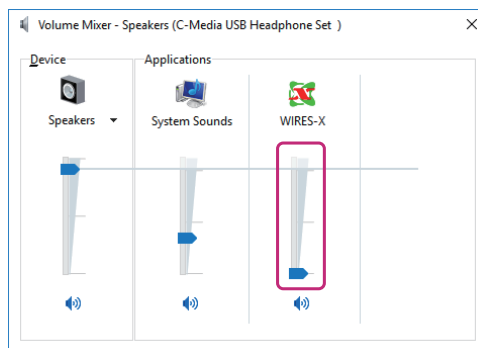 Volume Mixer - Speakers (C-Media USB Headphone Set )
Device
Applications
Speakers
System Sounds
WIRES-X